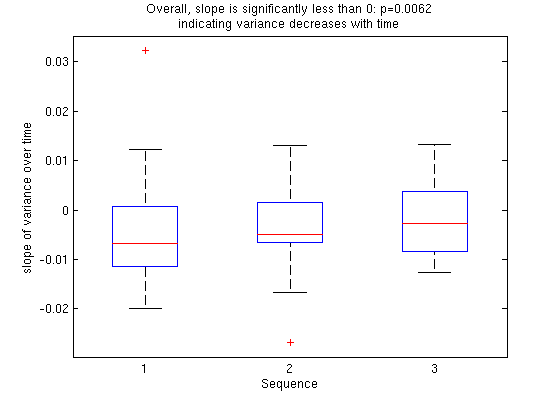 Overall, slope is significantly less than 0: p=0.0062
indicating variance decreases with time
0.03
0.02
0.01
0
-0.01
-0.02
slope of variance over time
1 2 3
Sequence